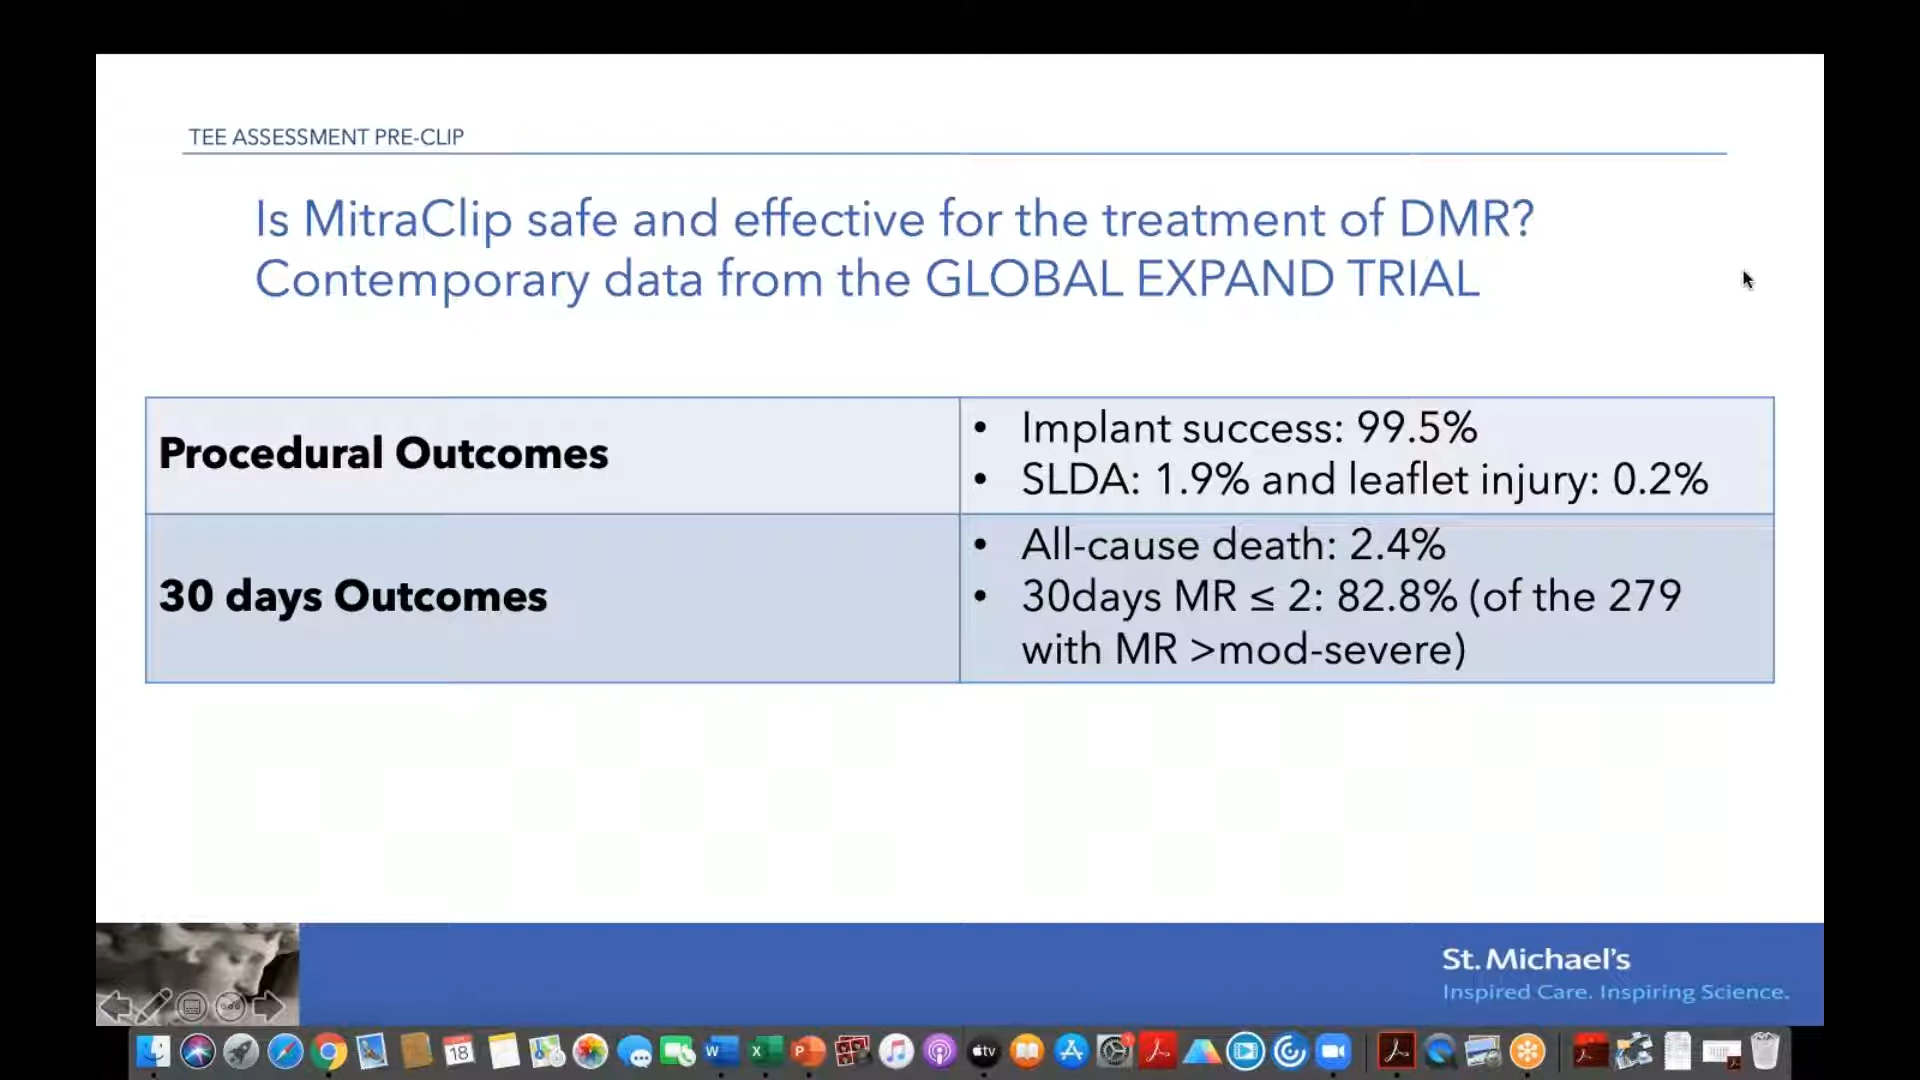 TEE ASSESSMENT PRE-CLIP
Is MitraClip safe and effective for the treatment of DMR?
Contemporary data from the GLOBAL EXPAND TRIAL
Procedural Outcomes
• Implant success: 99.5%
• SLDA: 1.9% and leaflet injury: 0.2%
30 days Outcomes
• All-cause death: 2.4%
• 30days MR ≤ 2: 82.8% (of the 279
with MR >mod-severe)
St. Michael's
Inspired Care. Inspiring Science.
18
W
X
P
tv